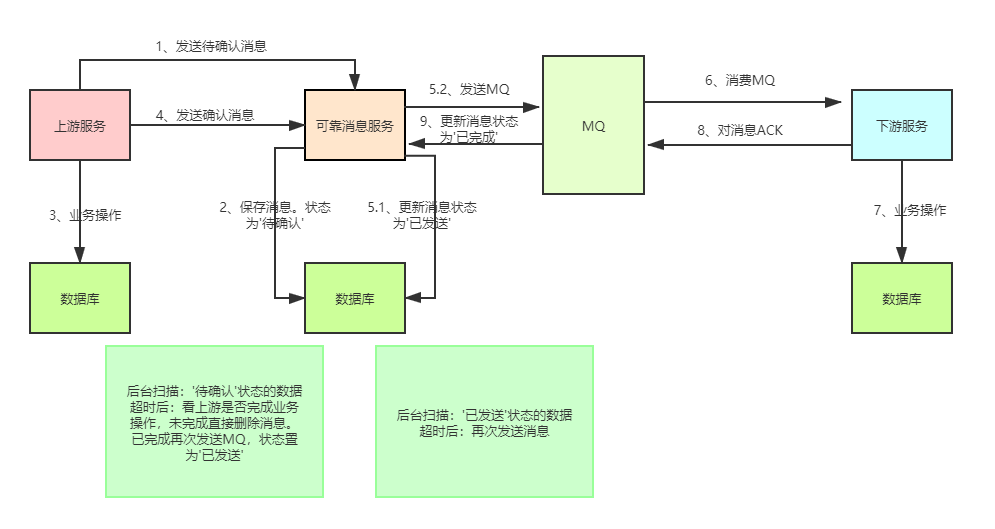 1、发送待确认消息
5.2、发送MQ
6、消费MQ
上游服务
4、发送确认消息
可靠消息服务
9、更新消息状态
为'已完成'
MQ
8、对消息ACK
下游服务
3、业务操作
2、保存消息。状态
为'待确认'
5.1、更新消息状态
为'已发送'
7、业务操作
数据库
数据库
数据库
后台扫描：'待确认'状态的数据
超时后：看上游是否完成业务
操作，未完成直接删除消息。
已完成再次发送MQ，状态置
为'已发送'
后台扫描：'已发送'状态的数据
超时后：再次发送消息